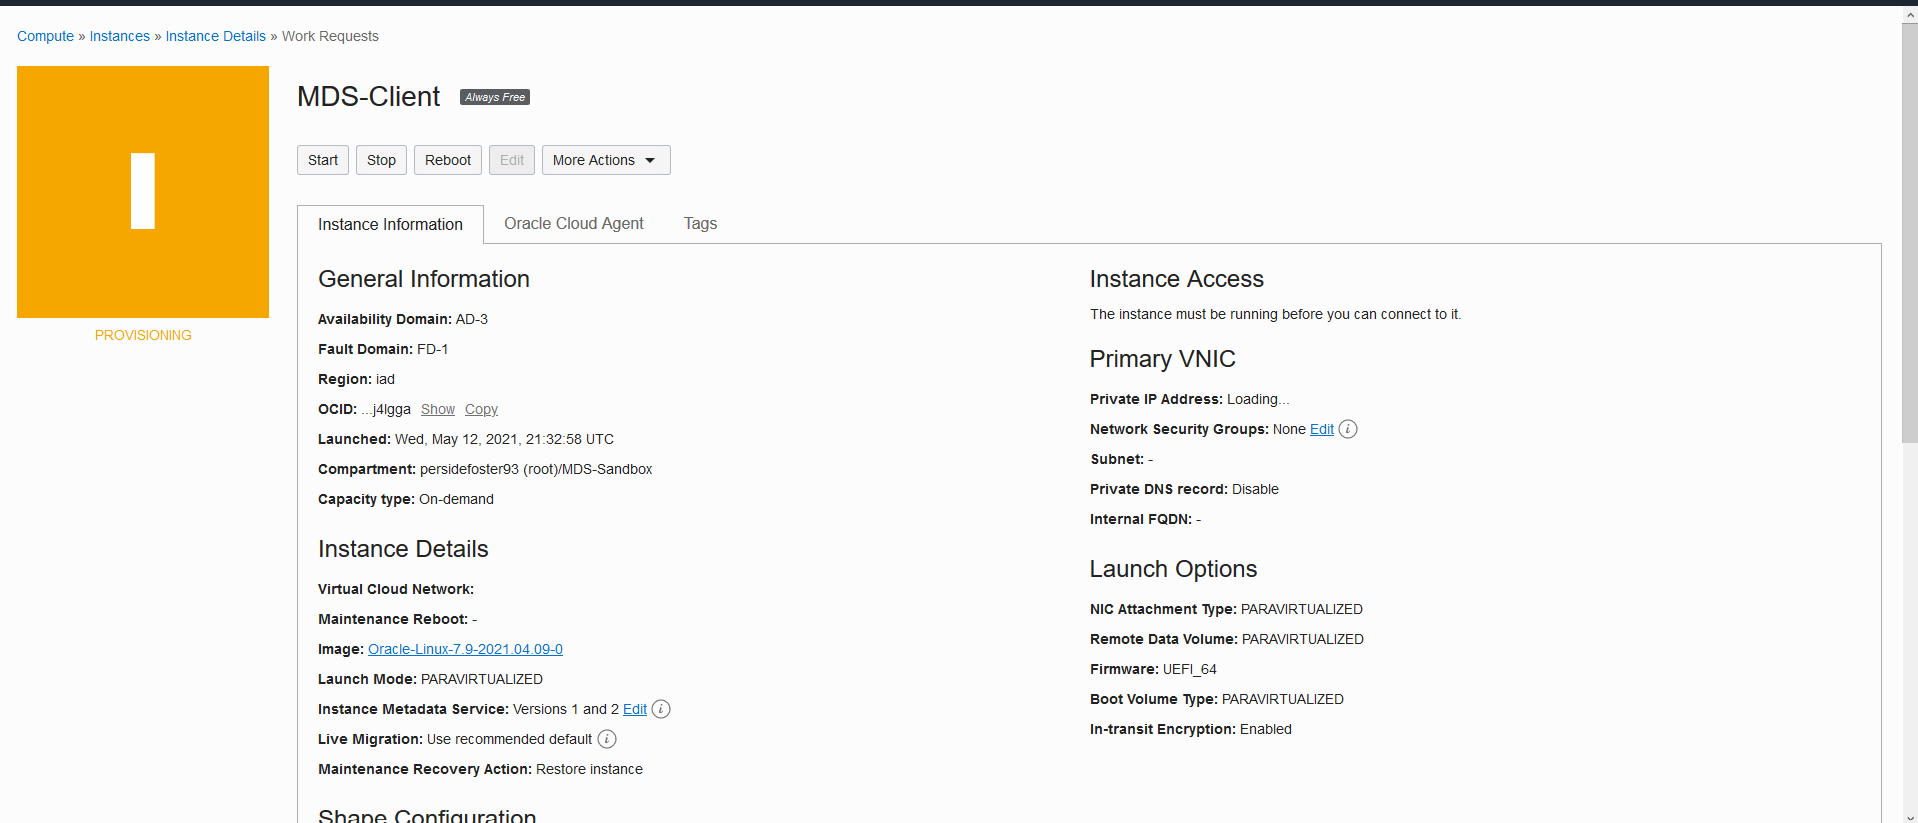 Compute » Instances » Instance Details » Work Requests
I
PROVISIONING
MDS-Client Always Free
Start Stop Reboot Edit More Actions
Instance Information Oracle Cloud Agent Tags
General Information
Availability Domain: AD-3
Fault Domain: FD-1
Region: iad
OCID: ...j4lgga Show Copy
Launched: Wed, May 12, 2021, 21:32:58 UTC
Compartment: persidefoster93 (root)/MDS-Sandbox
Capacity type: On-demand
Instance Details
Virtual Cloud Network:
Maintenance Reboot: -
Image: Oracle-Linux-7.9-2021.04.09-0
Launch Mode: PARAVIRTUALIZED
Instance Metadata Service: Versions 1 and 2 Edit i
Live Migration: Use recommended default i
Maintenance Recovery Action: Restore instance
Shape Configuration
Instance Access
The instance must be running before you can connect to it.
Primary VNIC
Private IP Address: Loading...
Network Security Groups: None Edit i
Subnet: -
Private DNS record: Disable
Internal FQDN: -
Launch Options
NIC Attachment Type: PARAVIRTUALIZED
Remote Data Volume: PARAVIRTUALIZED
Firmware: UEFI_64
Boot Volume Type: PARAVIRTUALIZED
In-transit Encryption: Enabled